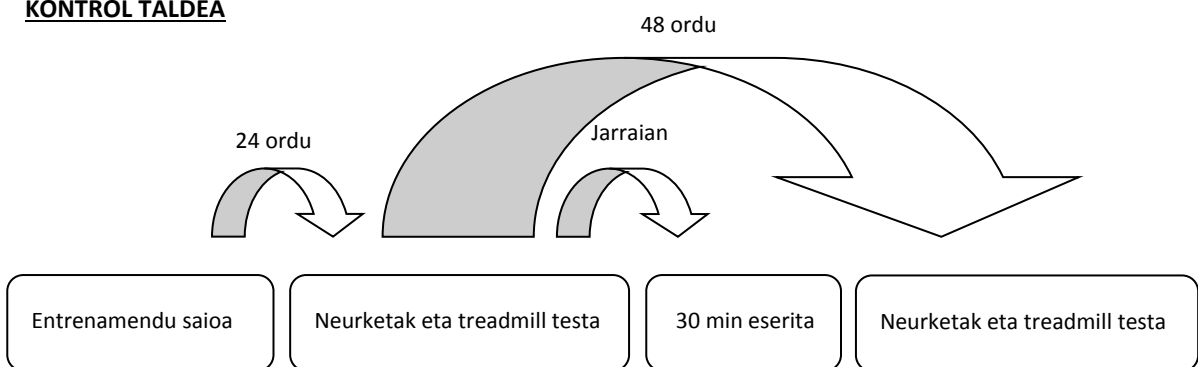 KONTROL TALDEA
48 ordu
24 ordu
Jarraian
Entrenamendu saioa
Neurketak eta treadmill testa
30 min eserita
Neurketak eta treadmill testa